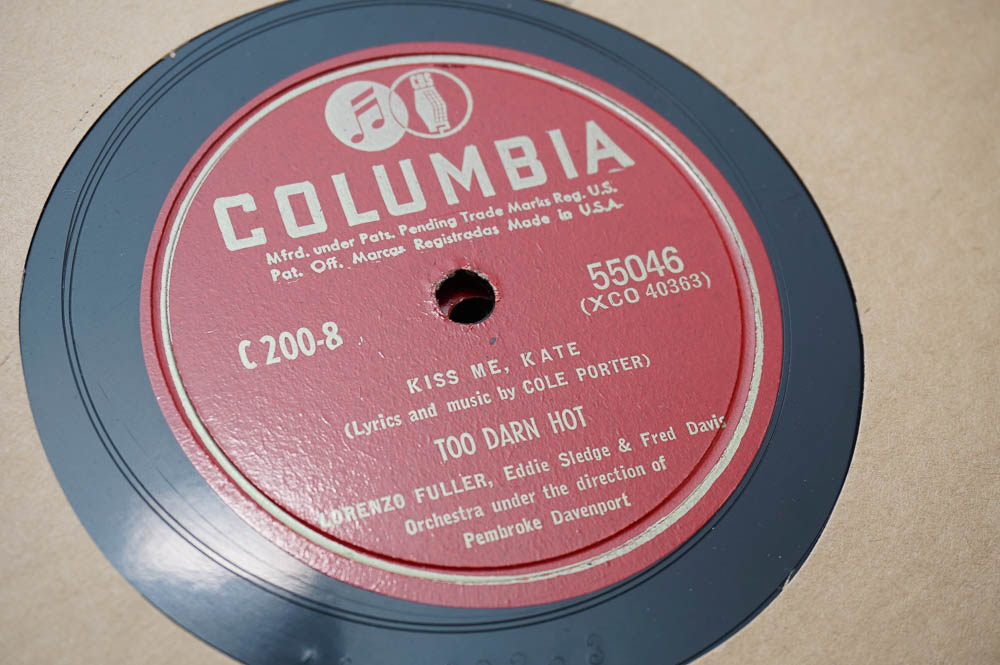 CBS
COLUMBIA
Mfrd. under Pats. Pending Trade Marks Reg. U.S.
Pat. Off. Marcas Registradas Made in U.S.A.
55046
(XCO 40363)
C 200-8
KISS ME, KATE
(Lyrics and music by COLE PORTER)
TOO DARN HOT
LORENZO FULLER, Eddie Sledge & Fred Davis
Orchestra under the direction of
Pembroke Davenport